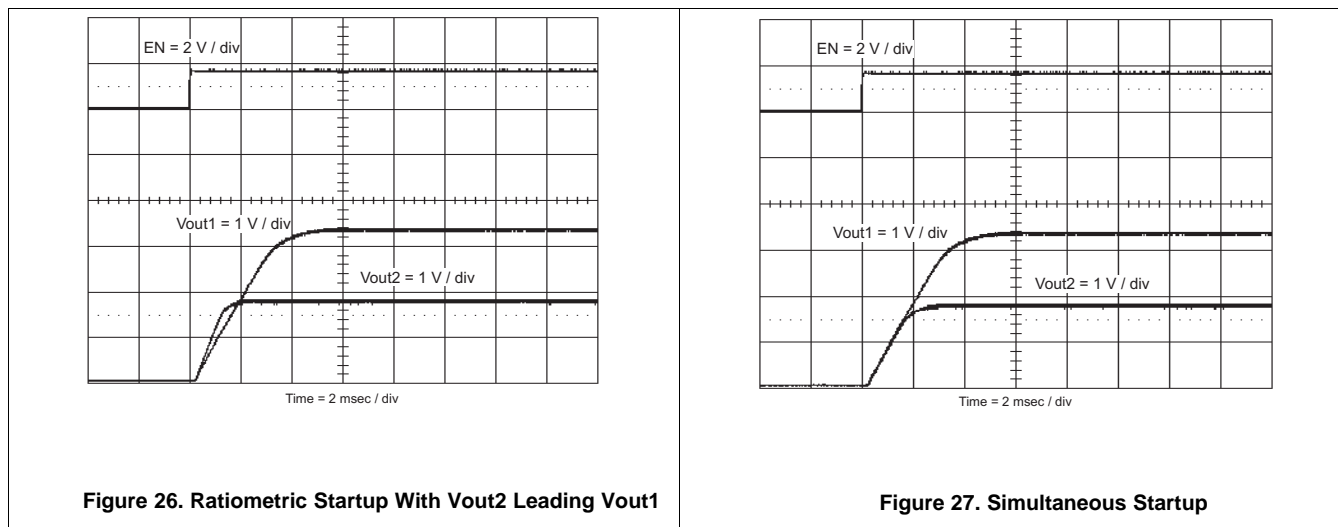 EN = 2 V / div
Vout1 = 1 V / div
Vout2 = 1 V / div
Time = 2 msec / div
Figure 26. Ratiometric Startup With Vout2 Leading Vout1
EN = 2 V / div
Vout1 = 1 V / div
Vout2 = 1 V / div
Time = 2 msec / div
Figure 27. Simultaneous Startup